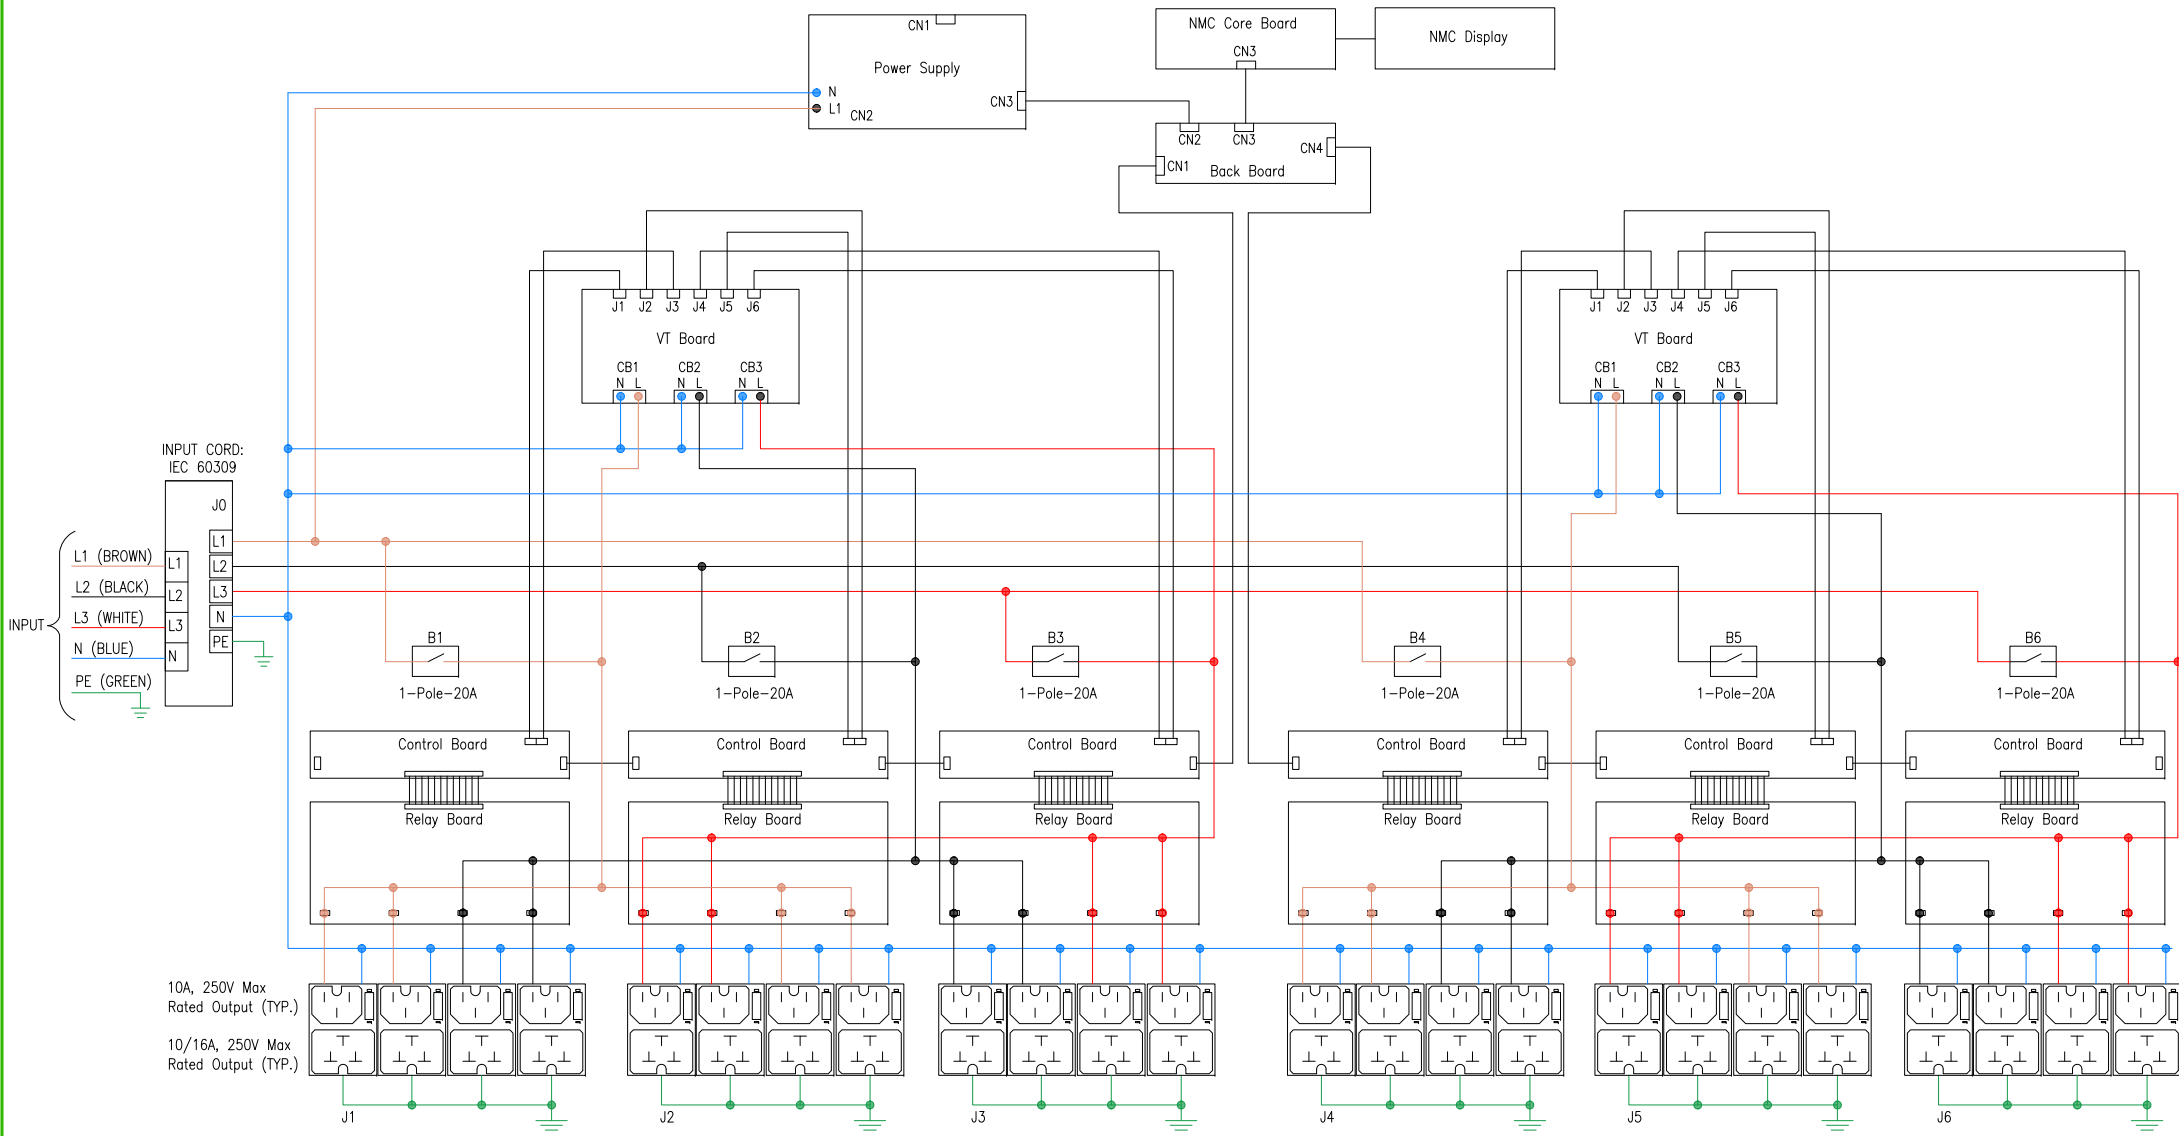 CN1
Power Supply
N
L1
CN2
CN3
NMC Core Board
CN3
NMC Display
CN2
CN3
CN4
CN1
Back Board
J1 J2 J3 J4 J5 J6
VT Board
CB1 CB2 CB3
N L N L N L
J1 J2 J3 J4 J5 J6
VT Board
CB1 CB2 CB3
N L N L N L
INPUT CORD:
IEC 60309
J0
L1
L2
L3
N
PE
L1
L2
L3
N
INPUT
L1 (BROWN)
L2 (BLACK)
L3 (WHITE)
N (BLUE)
PE (GREEN)
B1
1-Pole-20A
B2
1-Pole-20A
B3
1-Pole-20A
B4
1-Pole-20A
B5
1-Pole-20A
B6
1-Pole-20A
Control Board
Control Board
Control Board
Control Board
Control Board
Control Board
Relay Board
Relay Board
Relay Board
Relay Board
Relay Board
Relay Board
10A, 250V Max
Rated Output (TYP.)
10/16A, 250V Max
Rated Output (TYP.)
J1
J2
J3
J4
J5
J6